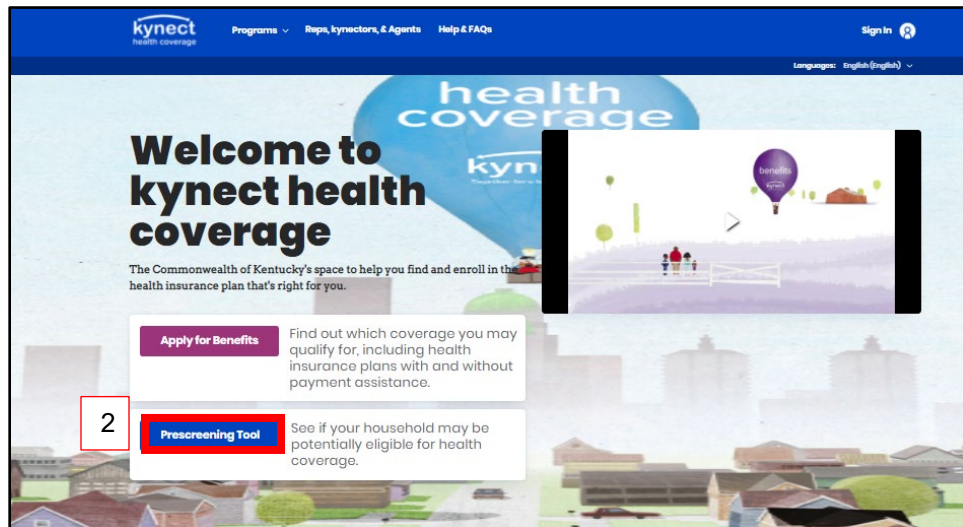 kynect
health coverage
Programs
Reps, kynectors, & Agents
Help & FAQs
Sign In
Languages: English (English)
health
coverage
kyn
Welcome to
kynect health
coverage
The Commonwealth of Kentucky's space to help you find and enroll in the
health insurance plan that's right for you.
benefits
kynect
Apply for Benefits
Find out which coverage you may
qualify for, including health
insurance plans with and without
payment assistance.
2
Prescreening Tool
See if your household may be
potentially eligible for health
coverage.